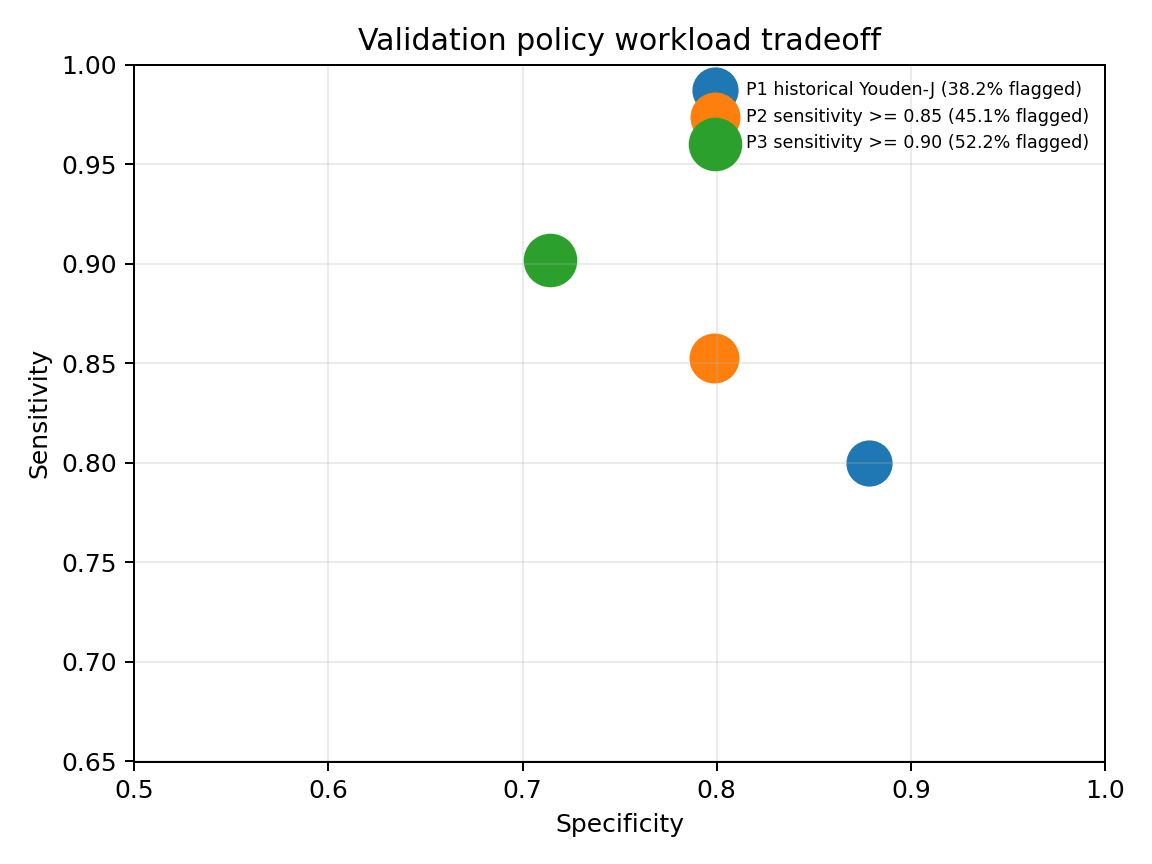 Validation policy workload tradeoff
P1 historical Youden-J (38.2% flagged)
P2 sensitivity >= 0.85 (45.1% flagged)
P3 sensitivity >= 0.90 (52.2% flagged)
Sensitivity
1.00
0.95
0.90
0.85
0.80
0.75
0.70
0.65
0.5 0.6 0.7 0.8 0.9 1.0
Specificity